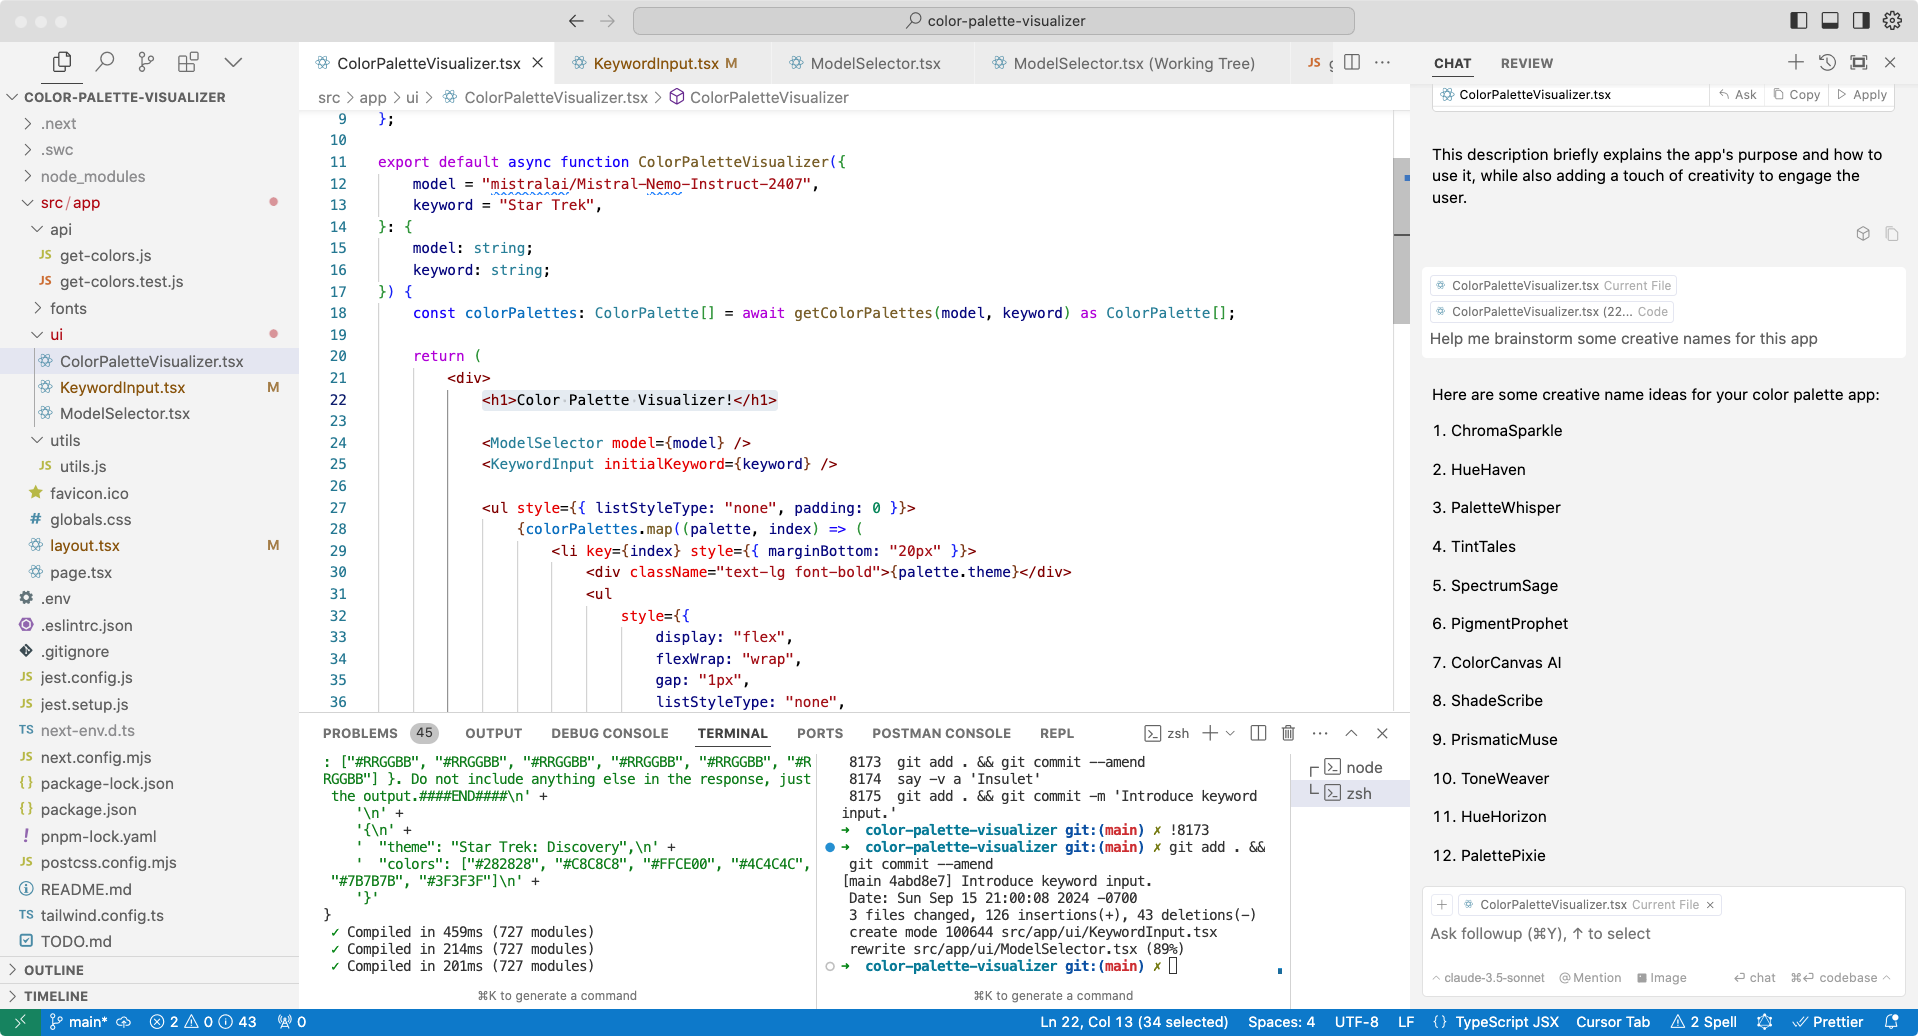 color-palette-visualizer
COLOR-PALETTE-VISUALIZER
.next
.swc
node_modules
src/app
api
JS get-colors.js
JS get-colors.test.js
fonts
ui
ColorPaletteVisualizer.tsx
KeywordInput.tsx M
ModelSelector.tsx
utils
JS utils.js
favicon.ico
# globals.css
layout.tsx M
page.tsx
.env
.eslintrc.json
.gitignore
JS jest.config.js
JS jest.setup.js
TS next-env.d.ts
JS next.config.mjs
{} package-lock.json
{} package.json
! pnpm-lock.yaml
JS postcss.config.mjs
README.md
TS tailwind.config.ts
TODO.md
OUTLINE
TIMELINE
ColorPaletteVisualizer.tsx KeywordInput.tsx M ModelSelector.tsx ModelSelector.tsx (Working Tree) JS
src > app > ui > ColorPaletteVisualizer.tsx > ColorPaletteVisualizer
9 };
10
11 export default async function ColorPaletteVisualizer({
12 model = "mistralai/Mistral-Nemo-Instruct-2407",
13 keyword = "Star Trek",
14 }: {
15 model: string;
16 keyword: string;
17 }) {
18 const colorPalettes: ColorPalette[] = await getColorPalettes(model, keyword) as ColorPalette[];
19
20 return (
21 <div>
22 <h1>Color Palette Visualizer!</h1>
23
24 <ModelSelector model={model} />
25 <KeywordInput initialKeyword={keyword} />
26
27 <ul style={{ listStyleType: "none", padding: 0 }}>
28 {colorPalettes.map((palette, index) => (
29 <li key={index} style={{ marginBottom: "20px" }}>
30 <div className="text-lg font-bold">{palette.theme}</div>
31 <ul
32 style={{
33 display: "flex",
34 flexWrap: "wrap",
35 gap: "1px",
36 listStyleType: "none",
PROBLEMS 45 OUTPUT DEBUG CONSOLE TERMINAL PORTS POSTMAN CONSOLE REPL zsh
: ["#RRGGBB", "#RRGGBB", "#RRGGBB", "#RRGGBB", "#RRGGBB", "#R
RGGBB"] }. Do not include anything else in the response, just
the output.####END####\n' +
'\n' +
'{\n' +
' "theme": "Star Trek: Discovery",\n' +
' "colors": ["#282828", "#C8C8C8", "#FFCE00", "#4C4C4C",
"#7B7B7B", "#3F3F3F"]\n' +
'}'
}
✓ Compiled in 459ms (727 modules)
✓ Compiled in 214ms (727 modules)
✓ Compiled in 201ms (727 modules)
⌘K to generate a command
8173 git add . && git commit --amend
8174 say -v a 'Insulet'
8175 git add . && git commit -m 'Introduce keyword
input.'
➜ color-palette-visualizer git:(main) ✗ !8173
➜ color-palette-visualizer git:(main) ✗ git add . &&
git commit --amend
[main 4abd8e7] Introduce keyword input.
Date: Sun Sep 15 21:00:08 2024 -0700
3 files changed, 126 insertions(+), 43 deletions(-)
create mode 100644 src/app/ui/KeywordInput.tsx
rewrite src/app/ui/ModelSelector.tsx (89%)
➜ color-palette-visualizer git:(main) ✗
⌘K to generate a command
node
zsh
CHAT REVIEW
ColorPaletteVisualizer.tsx Ask Copy Apply
This description briefly explains the app's purpose and how to
use it, while also adding a touch of creativity to engage the
user.
ColorPaletteVisualizer.tsx Current File
ColorPaletteVisualizer.tsx (22... Code
Help me brainstorm some creative names for this app
Here are some creative name ideas for your color palette app:
1. ChromaSparkle
2. HueHaven
3. PaletteWhisper
4. TintTales
5. SpectrumSage
6. PigmentProphet
7. ColorCanvas AI
8. ShadeScribe
9. PrismaticMuse
10. ToneWeaver
11. HueHorizon
12. PalettePixie
+ ColorPaletteVisualizer.tsx Current File ×
Ask followup (⌘Y), ↑ to select
claude-3.5-sonnet @ Mention Image ↵ chat ⌘↵ codebase
main* 2 0 43 0 Ln 22, Col 13 (34 selected) Spaces: 4 UTF-8 LF {} TypeScript JSX Cursor Tab 2 Spell Prettier